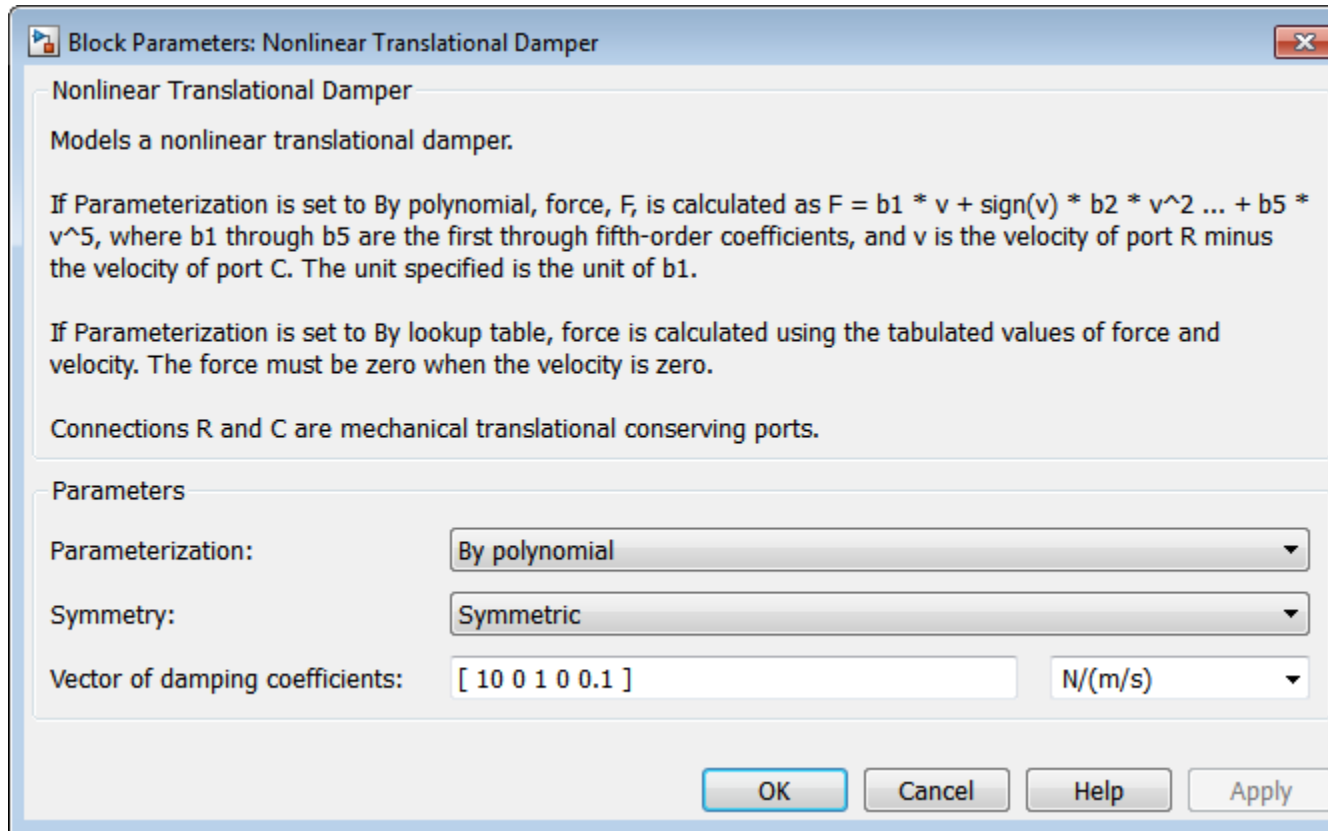 Block Parameters: Nonlinear Translational Damper
Nonlinear Translational Damper
Models a nonlinear translational damper.
If Parameterization is set to By polynomial, force, F, is calculated as F = b1 * v + sign(v) * b2 * v^2 ... + b5 *
v^5, where b1 through b5 are the first through fifth-order coefficients, and v is the velocity of port R minus
the velocity of port C. The unit specified is the unit of b1.
If Parameterization is set to By lookup table, force is calculated using the tabulated values of force and
velocity. The force must be zero when the velocity is zero.
Connections R and C are mechanical translational conserving ports.
Parameters
Parameterization: By polynomial
Symmetry: Symmetric
Vector of damping coefficients: [ 10 0 1 0 0.1 ] N/(m/s)
OK Cancel Help Apply